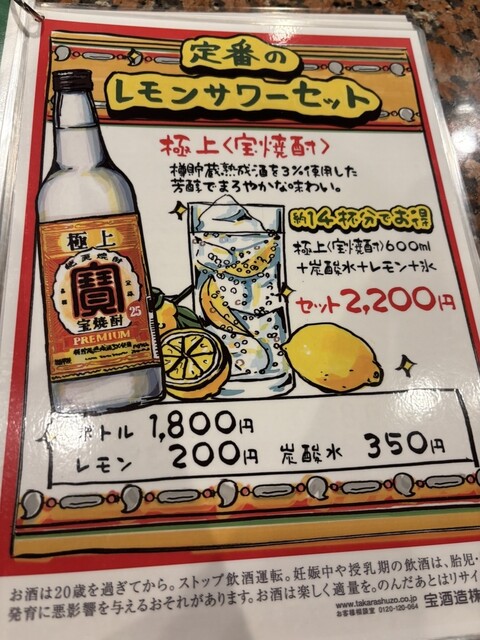 定番の
レモンサワーセット
極上〈宝焼酎〉
樽貯蔵熟成酒を3%使用した
芳醇でまろやかな味わい。
約14杯分でお得
極上〈宝焼酎〉600ml
+炭酸水+レモン+氷
セット2,200円
極上
寳
宝焼酎
25
PREMIUM
ボトル 1,800円
レモン 200円 炭酸水 350円
お酒は20歳を過ぎてから。ストップ飲酒運転。妊娠中や授乳期の飲酒は、胎児・
発育に悪影響を与えるおそれがあります。お酒は楽しく適量を。のんだあとはリサイ
www.takarashuzo.co.jp
お客様相談室 0120-120-064
宝酒造株